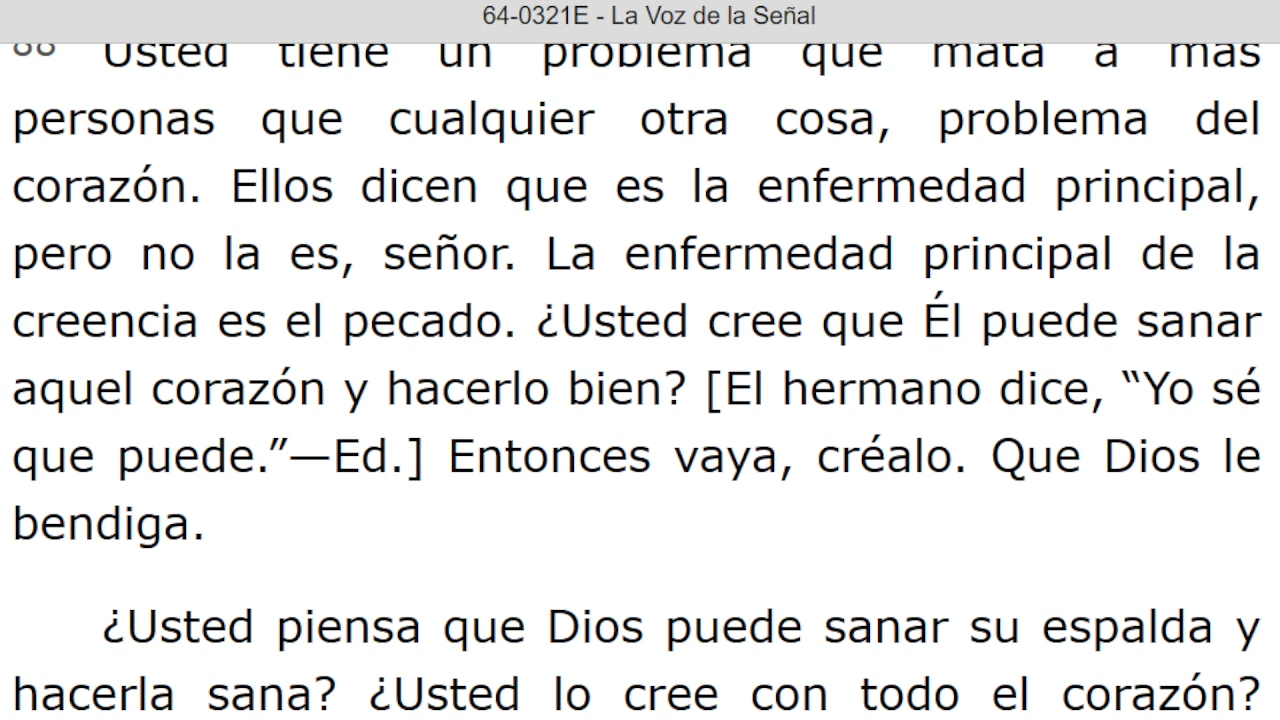 64-0321E - La Voz de la Señal
Usted tiene un problema que mata a más
personas que cualquier otra cosa, problema del
corazón. Ellos dicen que es la enfermedad principal,
pero no la es, señor. La enfermedad principal de la
creencia es el pecado. ¿Usted cree que Él puede sanar
aquel corazón y hacerlo bien? [El hermano dice, “Yo sé
que puede.”—Ed.] Entonces vaya, créalo. Que Dios le
bendiga.
¿Usted piensa que Dios puede sanar su espalda y
hacerla sana? ¿Usted lo cree con todo el corazón?